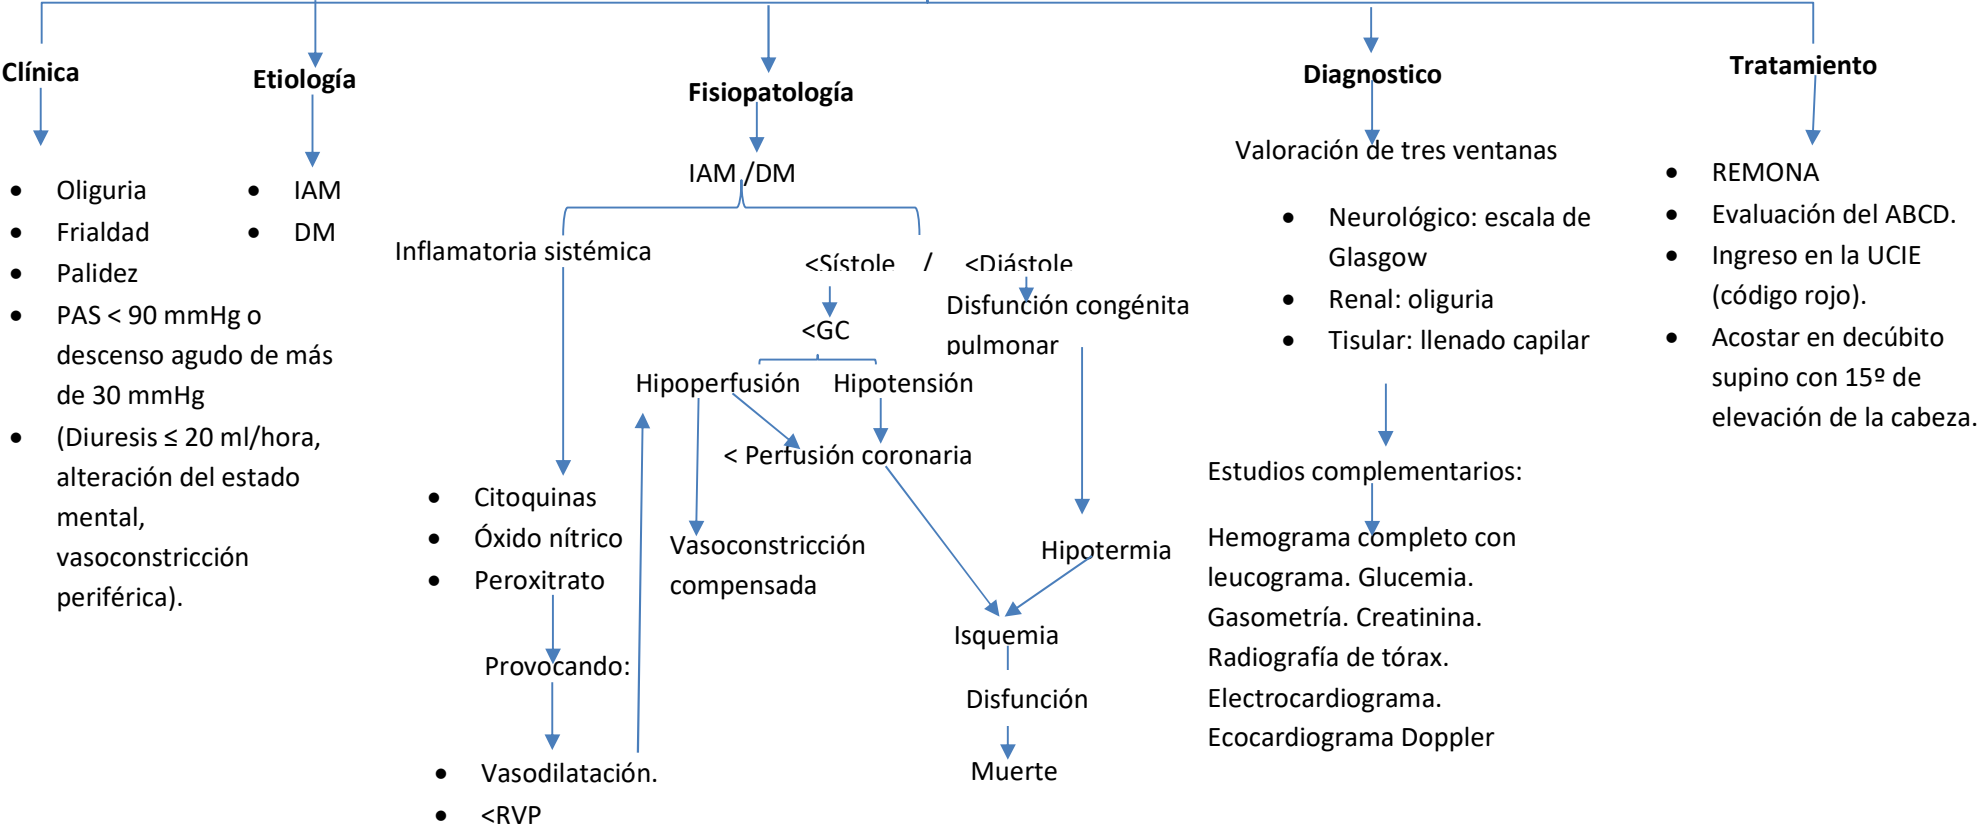 Clínica
• Oliguria
• Frialdad
• Palidez
• PAS < 90 mmHg o
descenso agudo de más
de 30 mmHg
• (Diuresis ≤ 20 ml/hora,
alteración del estado
mental,
vasoconstricción
periférica).
Etiología
• IAM
• DM
Fisiopatología
IAM /DM
Inflamatoria sistémica
• Citoquinas
• Óxido nítrico
• Peroxitrato
Provocando:
• Vasodilatación.
• <RVP
<Sístole / <Diástole
<GC
Disfunción congénita
pulmonar
Hipoperfusión Hipotensión
< Perfusión coronaria
Vasoconstricción
compensada
Hipotermia
Isquemia
Disfunción
Muerte
Diagnostico
Valoración de tres ventanas
• Neurológico: escala de
Glasgow
• Renal: oliguria
• Tisular: llenado capilar
Estudios complementarios:
Hemograma completo con
leucograma. Glucemia.
Gasometría. Creatinina.
Radiografía de tórax.
Electrocardiograma.
Ecocardiograma Doppler
Tratamiento
• REMONA
• Evaluación del ABCD.
• Ingreso en la UCIE
(código rojo).
• Acostar en decúbito
supino con 15º de
elevación de la cabeza.